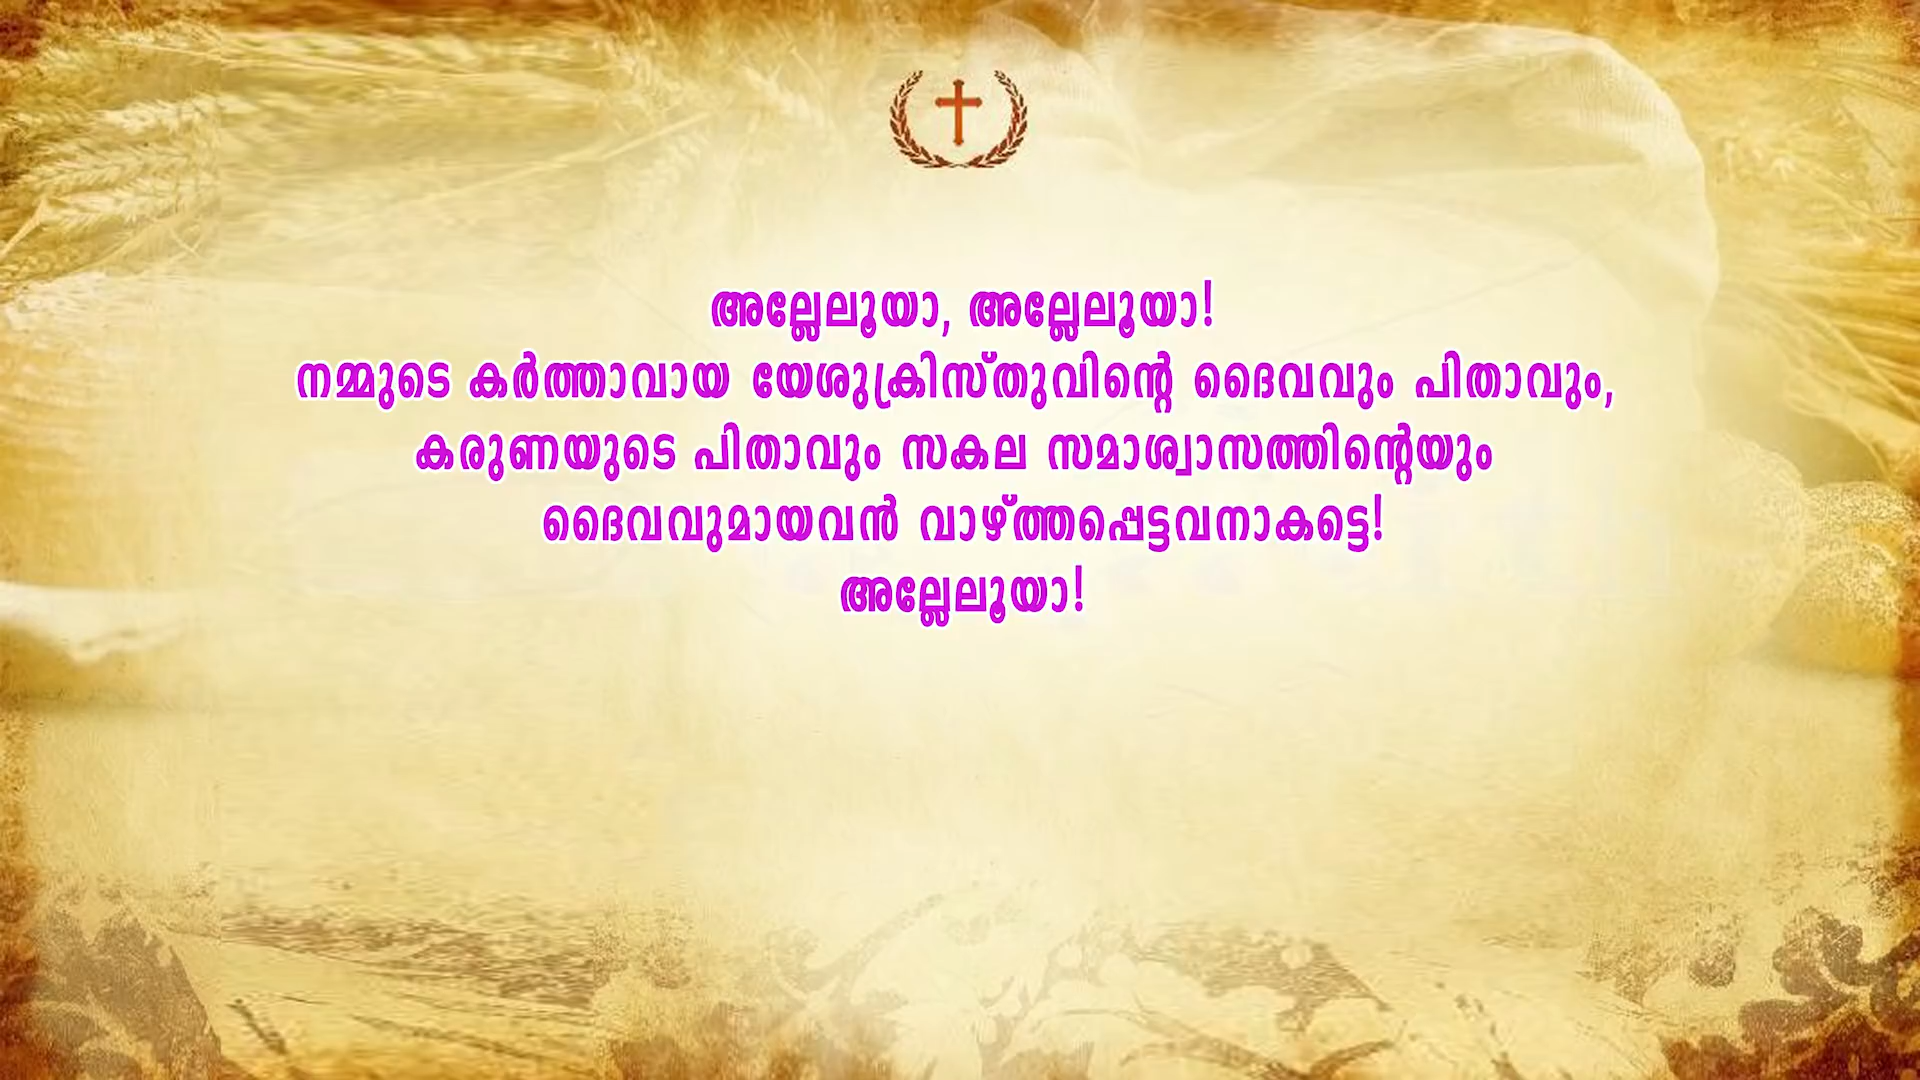 അല്ലേലൂയാ, അല്ലേലൂയാ!
നമ്മുടെ കർത്താവായ യേശുക്രിസ്തുവിന്റെ ദൈവവും പിതാവും,
കരുണയുടെ പിതാവും സകല സമാശ്വാസത്തിന്റെയും
ദൈവവുമായവൻ വാഴ്ത്തപ്പെട്ടവനാകട്ടെ!
അല്ലേലൂയാ!